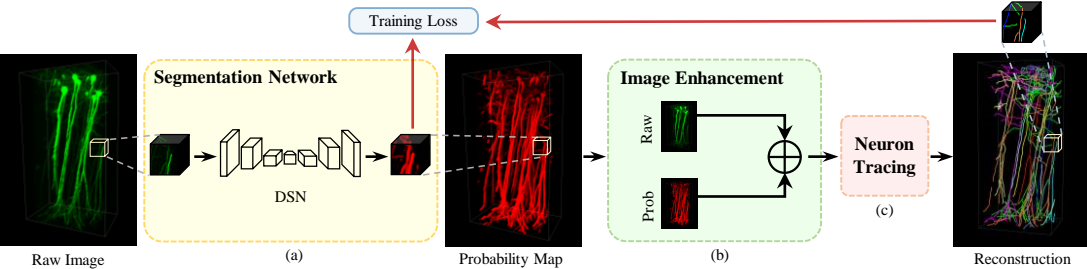 Training Loss
Segmentation Network
Image Enhancement
Raw
Prob
Neuron
Tracing
DSN
(a)
(b)
(c)
Raw Image
Probability Map
Reconstruction